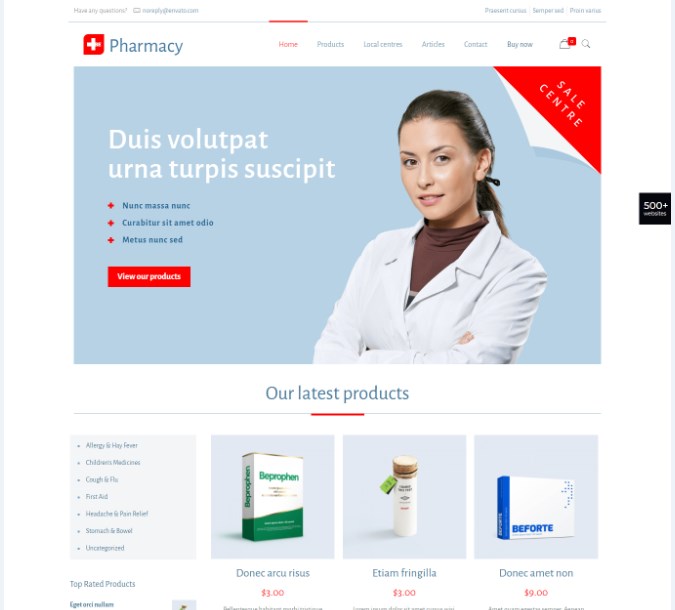 Have any questions? noreply@envato.com
Praesent cursus Semper sed Proin varius
Pharmacy
Home Products Local centres Articles Contact Buy now
0
SALE
CENTRE
Duis volutpat
urna turpis suscipit
Nunc massa nunc
Curabitur sit amet odio
Metus nunc sed
View our products
500+
websites
Our latest products
Allergy & Hay Fever
Children's Medicines
Cough & Flu
First Aid
Headache & Pain Relief
Stomach & Bowel
Uncategorized
Beprophen
Beprophen
BEFORTE
Donec arcu risus
$3.00
Etiam fringilla
$3.00
Donec amet non
$9.00
Top Rated Products
Eget orci nullam